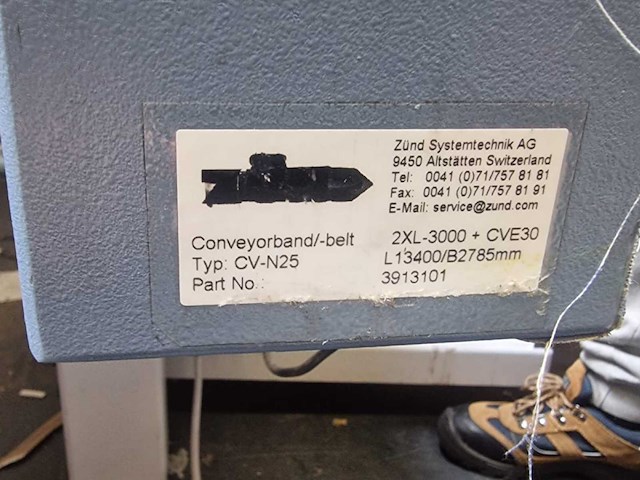 Zünd Systemtechnik AG
9450 Altstätten Switzerland
Tel: 0041 (0)71/757 81 81
Fax: 0041 (0)71/757 81 91
E-Mail: service@zund.com
Conveyorband/-belt 2XL-3000 + CVE30
Typ: CV-N25 L13400/B2785mm
Part No.: 3913101